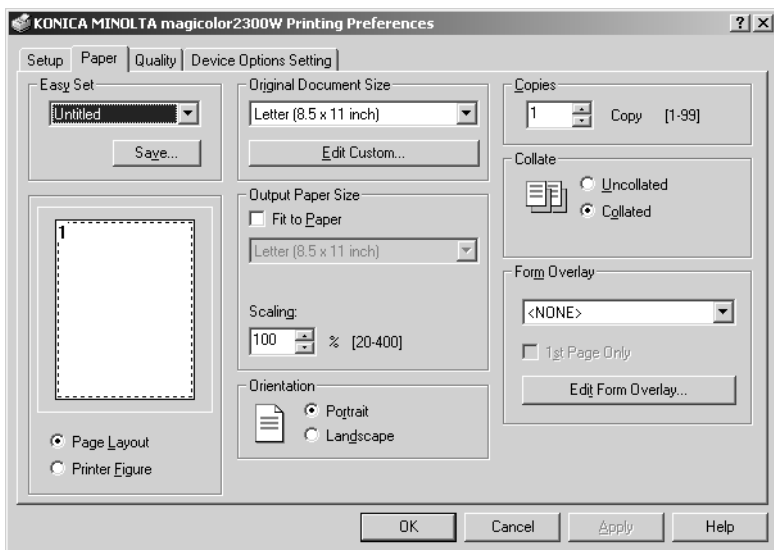 KONICA MINOLTA magicolor2300W Printing Preferences
Setup Paper Quality Device Options Setting
Easy Set
Untitled
Save...
1
Page Layout
Printer Figure
Original Document Size
Letter (8.5 x 11 inch)
Edit Custom...
Output Paper Size
Fit to Paper
Letter (8.5 x 11 inch)
Scaling:
100 % [20-400]
Orientation
Portrait
Landscape
Copies
1 Copy [1-99]
Collate
Uncollated
Collated
Form Overlay
<NONE>
1st Page Only
Edit Form Overlay...
OK Cancel Apply Help